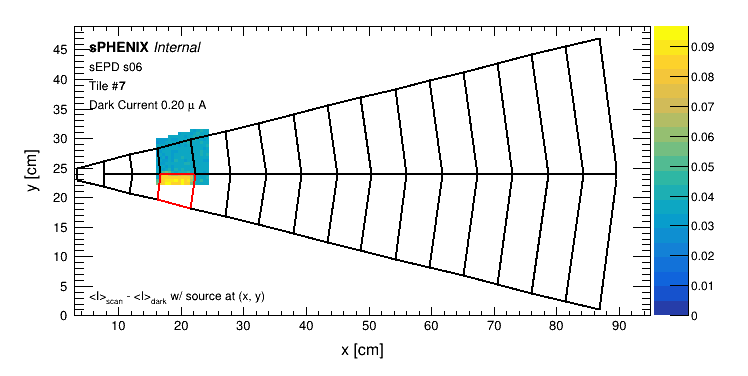 sPHENIX Internal
sEPD s06
Tile #7
Dark Current 0.20 μ A
<I>scan - <I>dark w/ source at (x, y)
y [cm]
45
40
35
30
25
20
15
10
5
0
10 20 30 40 50 60 70 80 90
x [cm]
0.09
0.08
0.07
0.06
0.05
0.04
0.03
0.02
0.01
0